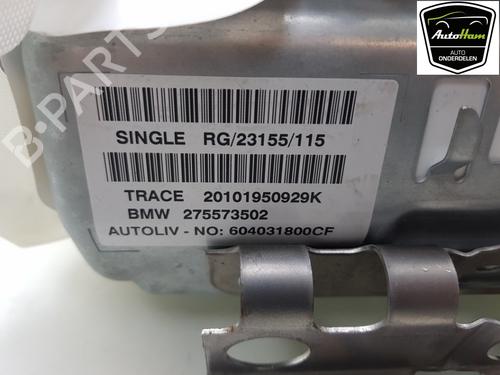 AutoHam
AUTO
ONDERDELEN
B-PARTS
SINGLE RG/23155/115
TRACE 20101950929K
BMW 275573502
AUTOLIV - NO: 604031800CF